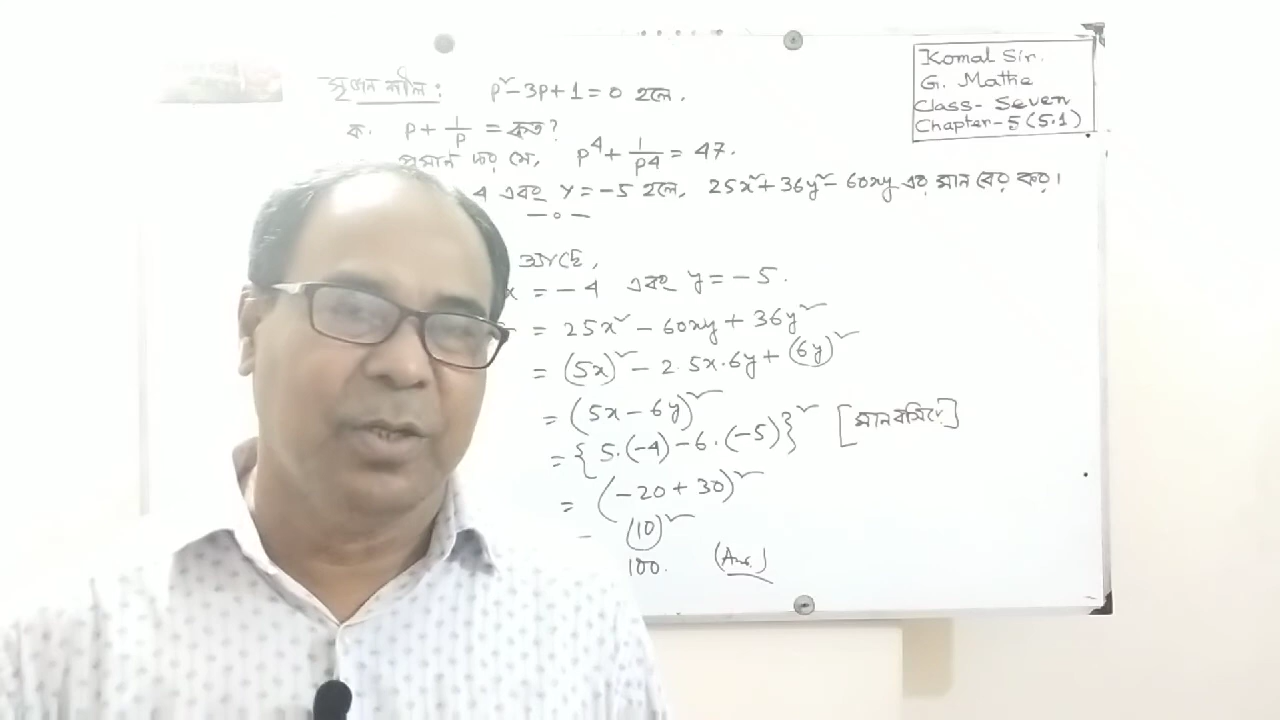 সৃজনশীল: p² - 3p + 1 = 0 হলে,
ক. p + 1/p = কত?
প্রমাণ কর যে, p⁴ + 1/p⁴ = 47.
4 এবং y = -5 হলে, 25x² + 36y² - 60xy এর মান বের কর।
—০—
Komal Sir.
G. Mathe
Class- Seven
Chapter-5 (5.1)
আছে,
x = -4 এবং y = -5.
= 25x² - 60xy + 36y²
= (5x)² - 2.5x.6y + (6y)²
= (5x - 6y)²
= {5.(-4) - 6.(-5)}² [মান বসিয়ে]
= (-20 + 30)²
= (10)²
100. (Ans.)